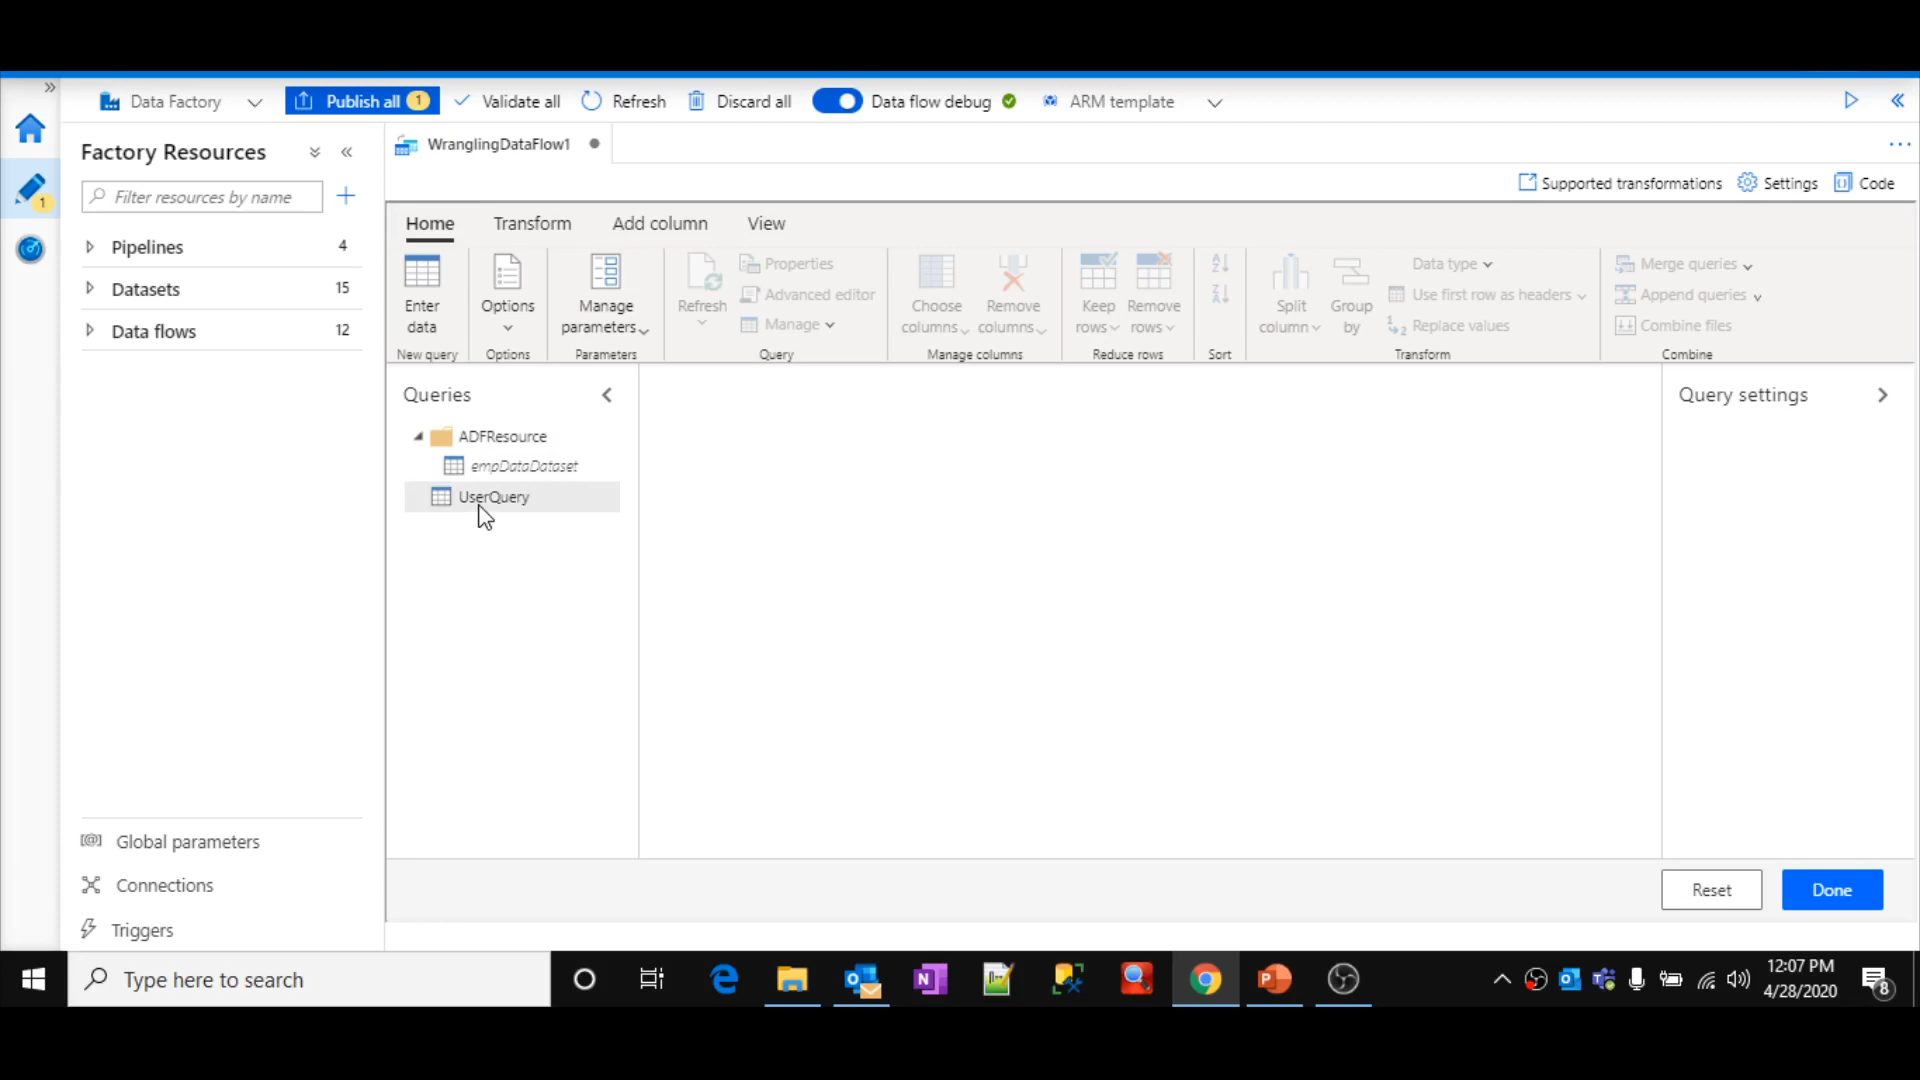 Data Factory
Publish all 1
Validate all
Refresh
Discard all
Data flow debug
ARM template
Factory Resources
WranglingDataFlow1
Filter resources by name
1
Supported transformations
Settings
Code
Pipelines 4
Datasets 15
Data flows 12
Home
Transform
Add column
View
Enter data
New query
Options
Options
Manage parameters
Parameters
Refresh
Properties
Advanced editor
Manage
Query
Choose columns
Remove columns
Manage columns
Keep rows
Remove rows
Reduce rows
Sort
Split column
Group by
Data type
Use first row as headers
Replace values
Transform
Merge queries
Append queries
Combine files
Combine
Queries
ADFResource
empDataDataset
UserQuery
Query settings
Global parameters
Connections
Triggers
Reset
Done
Type here to search
12:07 PM
4/28/2020
8